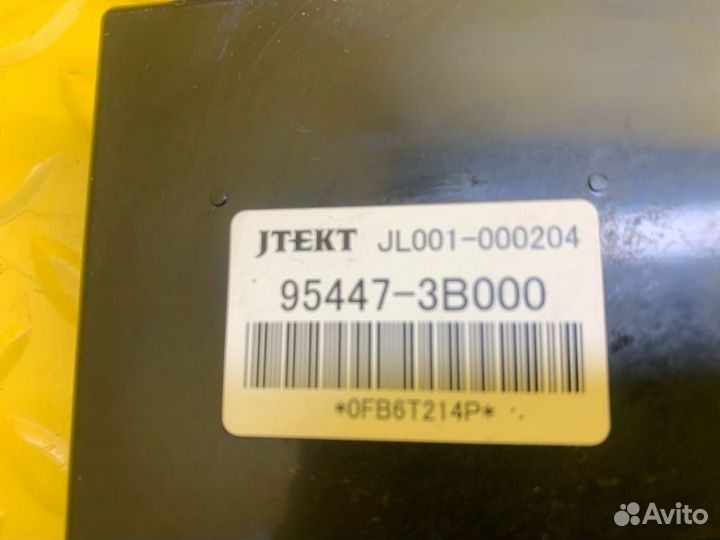 JTEKT JL001-000204
95447-3B000
*0FB6T214P*
Avito